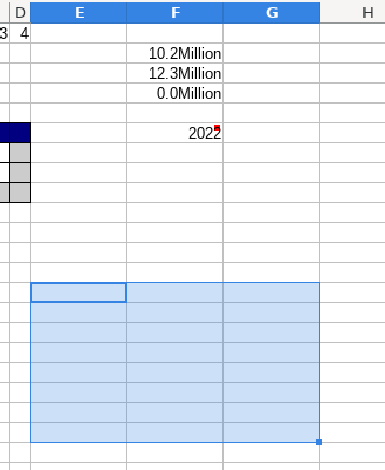 D E F G H
3 4
10.2Million
12.3Million
0.0Million
2022